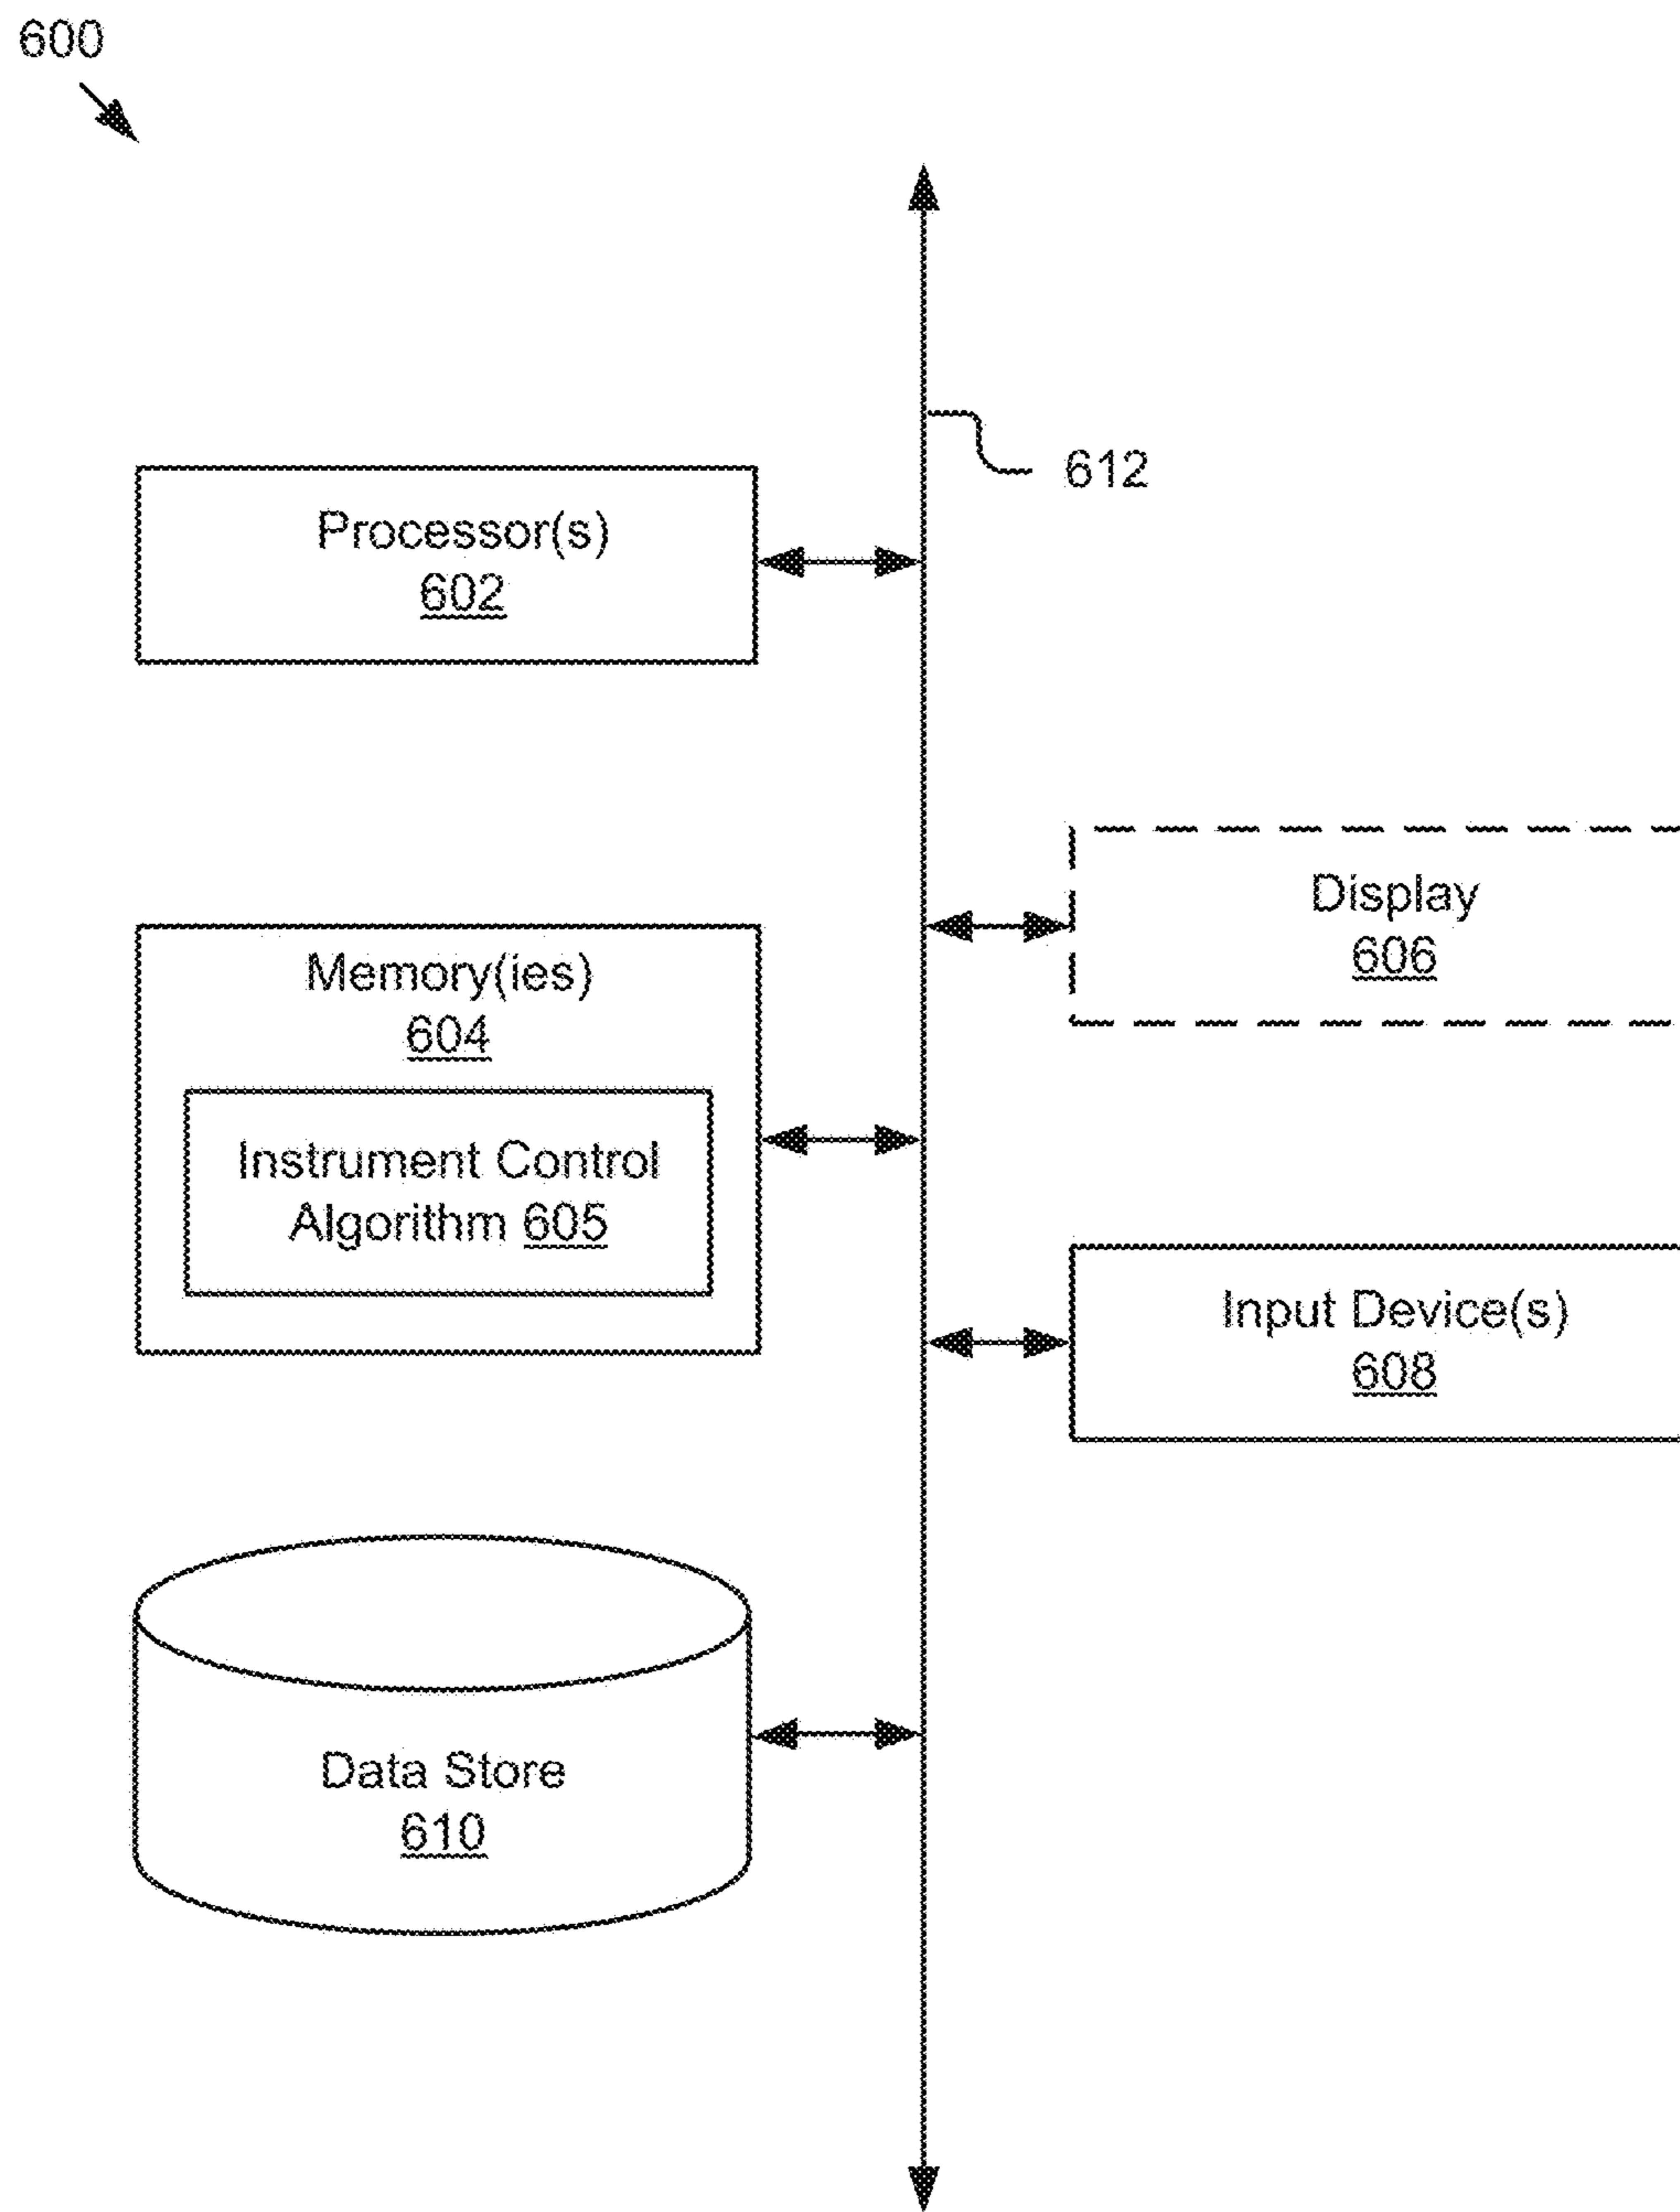 600
612
Processor(s)
602
Display
606
Memory(ies)
604
Instrument Control
Algorithm 605
Input Device(s)
608
Data Store
610